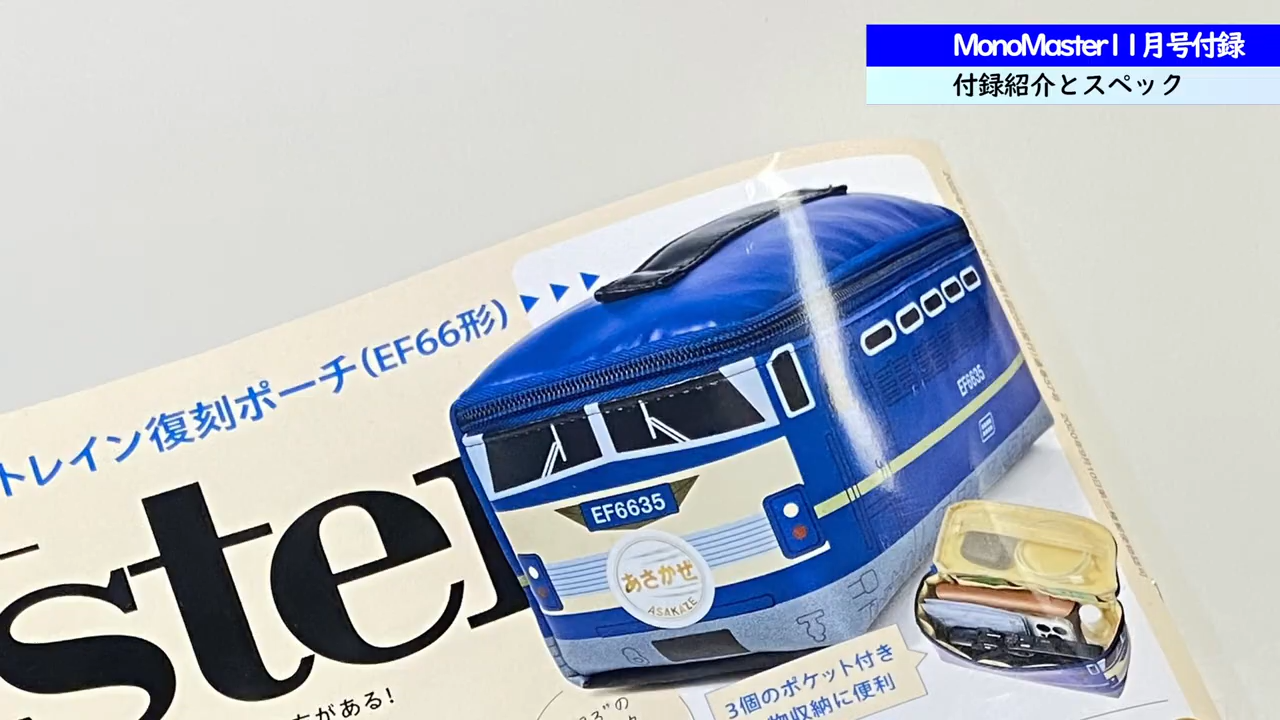 MonoMaster11月号付録
付録紹介とスペック
トレイン復刻ポーチ(EF66形)▶▶▶
ster
EF6635
EF6635
あさかぜ
ASAKAZE
3個のポケット付き
物収納に便利
がある!
"の